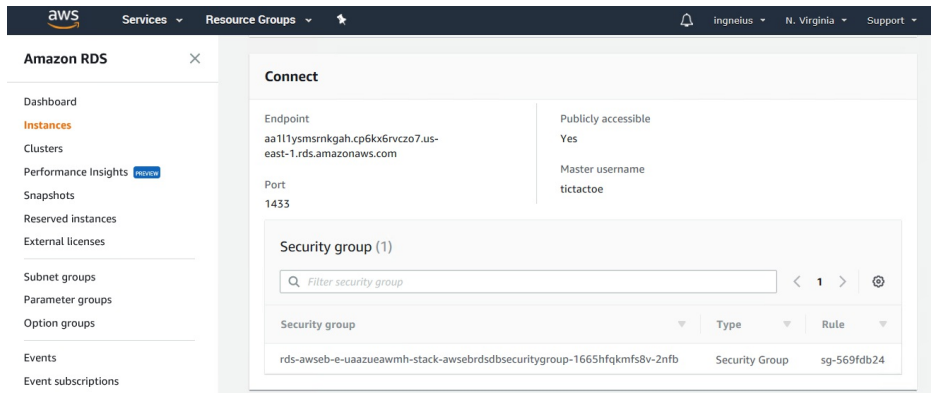 aws Services Resource Groups ingneius N. Virginia Support
Amazon RDS
Dashboard
Instances
Clusters
Performance Insights PREVIEW
Snapshots
Reserved instances
External licenses
Subnet groups
Parameter groups
Option groups
Events
Event subscriptions
Connect
Endpoint
aa1l1ysmsrnkgah.cp6kx6rvczo7.us-
east-1.rds.amazonaws.com
Port
1433
Publicly accessible
Yes
Master username
tictactoe
Security group (1)
Filter security group
1
Security group Type Rule
rds-awseb-e-uaazueawmh-stack-awsebrdsdbsecuritygroup-1665hfqkmfs8v-2nfb Security Group sg-569fdb24